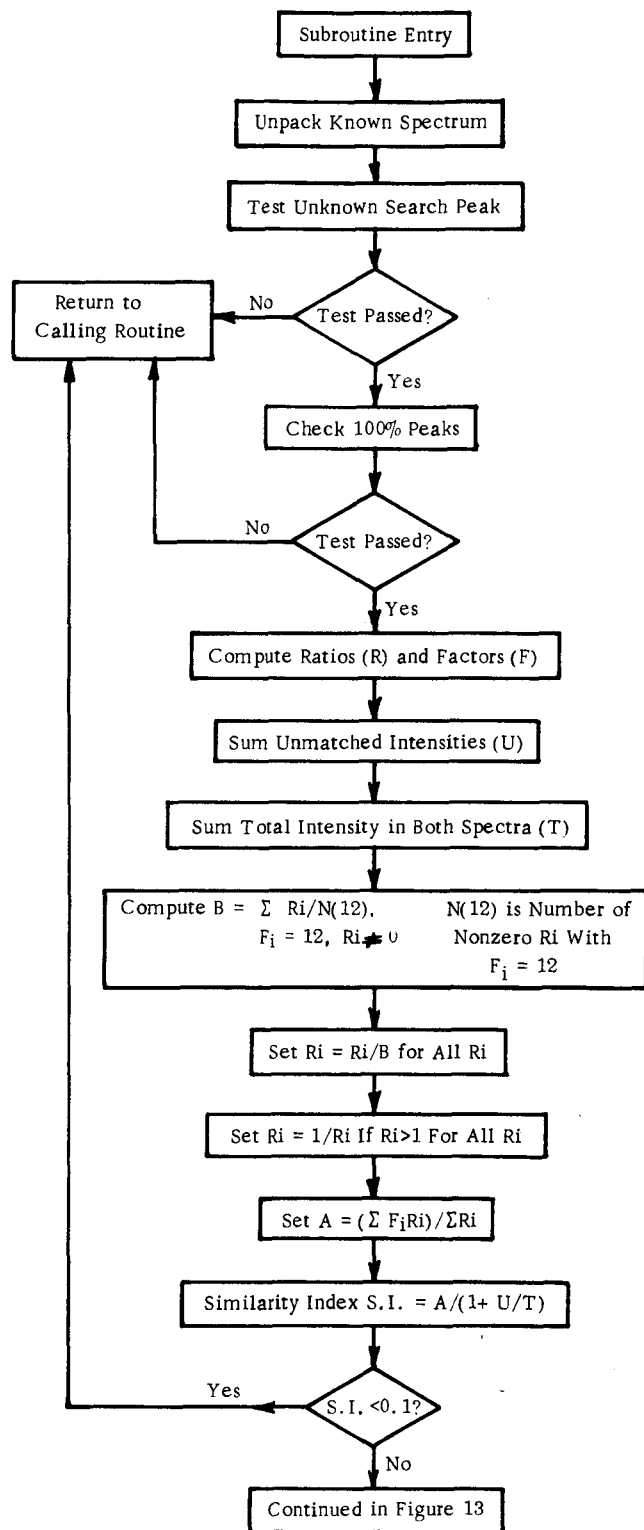 Subroutine Entry
Unpack Known Spectrum
Test Unknown Search Peak
Return to
Calling Routine
No
Test Passed?
Yes
Check 100% Peaks
No
Test Passed?
Yes
Compute Ratios (R) and Factors (F)
Sum Unmatched Intensities (U)
Sum Total Intensity in Both Spectra (T)
Compute B = Σ Ri/N(12). N(12) is Number of
Fi = 12, Ri ≠ 0 Nonzero Ri With
Fi = 12
Set Ri = Ri/B for All Ri
Set Ri = 1/Ri If Ri>1 For All Ri
Set A = (Σ FiRi)/ΣRi
Similarity Index S.I. = A/(1+ U/T)
Yes
S.I. <0.1?
No
Continued in Figure 13